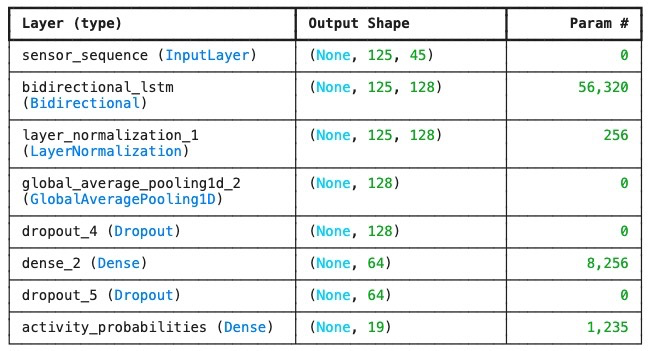 Layer (type) Output Shape Param #
sensor_sequence (InputLayer) (None, 125, 45) 0
bidirectional_lstm (None, 125, 128) 56,320
(Bidirectional)
layer_normalization_1 (None, 125, 128) 256
(LayerNormalization)
global_average_pooling1d_2 (None, 128) 0
(GlobalAveragePooling1D)
dropout_4 (Dropout) (None, 128) 0
dense_2 (Dense) (None, 64) 8,256
dropout_5 (Dropout) (None, 64) 0
activity_probabilities (Dense) (None, 19) 1,235